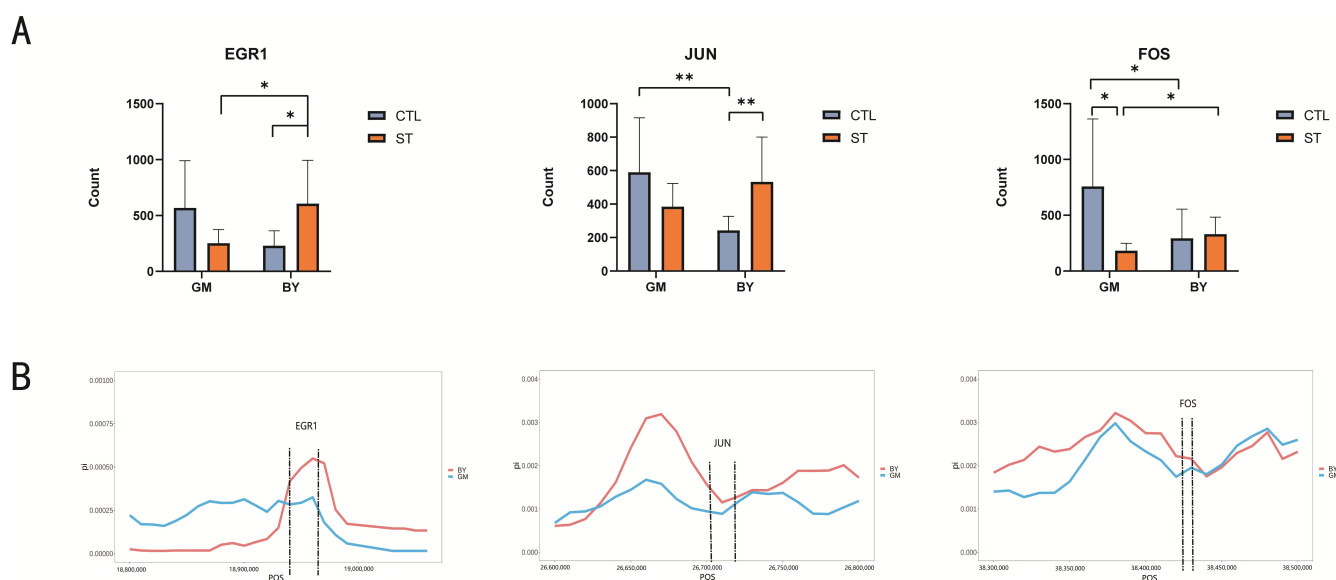 A
EGR1
1500
1000
500
0
Count
GM
BY
*
*
CTL
ST
JUN
1000
800
600
400
200
0
Count
GM
BY
**
**
CTL
ST
FOS
1500
1000
500
0
Count
GM
BY
*
*
*
CTL
ST
B
0.00100
0.00075
0.00050
0.00025
0.00000
pi
EGR1
18,800,000
18,900,000
19,000,000
POS
BY
GM
0.004
0.003
0.002
0.001
0.000
pi
JUN
26,600,000
26,650,000
26,700,000
26,750,000
26,800,000
POS
BY
GM
0.004
0.003
0.002
0.001
0.000
pi
FOS
38,300,000
38,350,000
38,400,000
38,450,000
38,500,000
POS
BY
GM